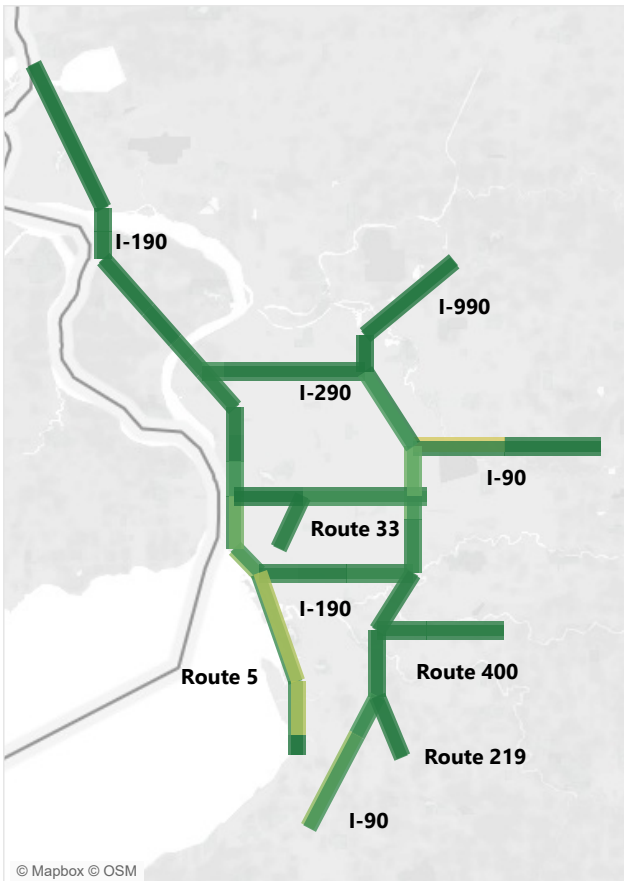 I-190
I-990
I-290
I-90
Route 33
I-190
Route 5
Route 400
Route 219
I-90
© Mapbox © OSM